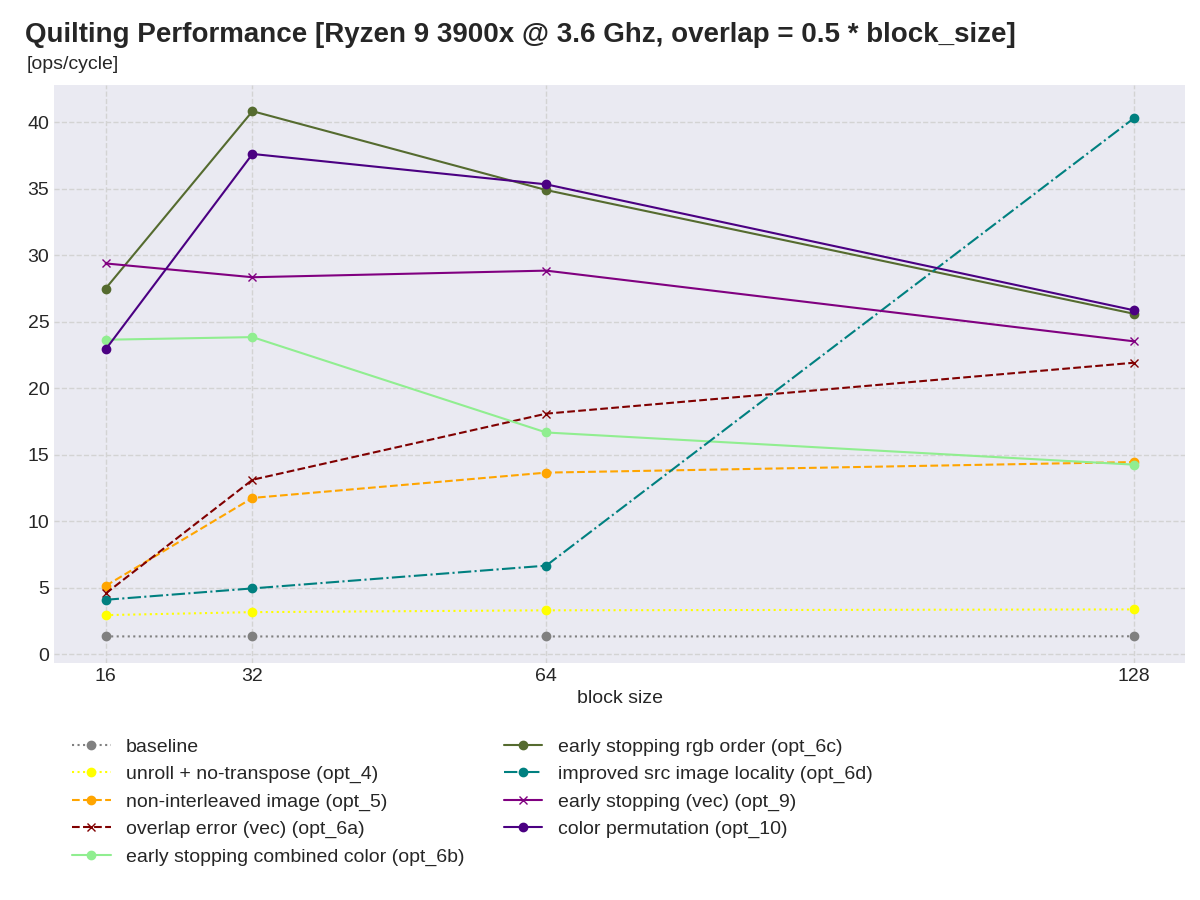 Quilting Performance [Ryzen 9 3900x @ 3.6 Ghz, overlap = 0.5 * block_size]
[ops/cycle]
40
35
30
25
20
15
10
5
0
16 32 64 128
block size
baseline
unroll + no-transpose (opt_4)
non-interleaved image (opt_5)
overlap error (vec) (opt_6a)
early stopping combined color (opt_6b)
early stopping rgb order (opt_6c)
improved src image locality (opt_6d)
early stopping (vec) (opt_9)
color permutation (opt_10)